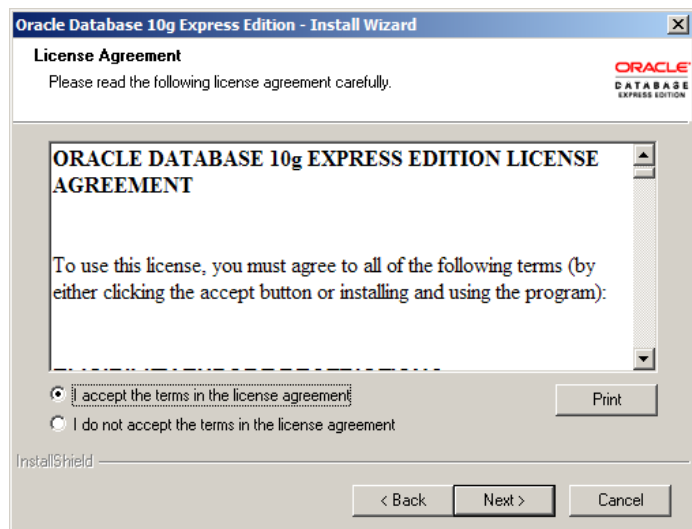 Oracle Database 10g Express Edition - Install Wizard
License Agreement
Please read the following license agreement carefully.
ORACLE
DATABASE
EXPRESS EDITION
ORACLE DATABASE 10g EXPRESS EDITION LICENSE
AGREEMENT
To use this license, you must agree to all of the following terms (by
either clicking the accept button or installing and using the program):
I accept the terms in the license agreement
Print
I do not accept the terms in the license agreement
InstallShield
< Back
Next >
Cancel